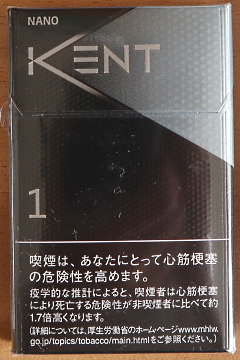 NANO
KENT
1
喫煙は、あなたにとって心筋梗塞
の危険性を高めます。
疫学的な推計によると、喫煙者は心筋梗塞
により死亡する危険性が非喫煙者に比べて約
1.7倍高くなります。
(詳細については、厚生労働省のホームページwww.mhlw.
go.jp/topics/tobacco/main.htmlをご参照ください。)